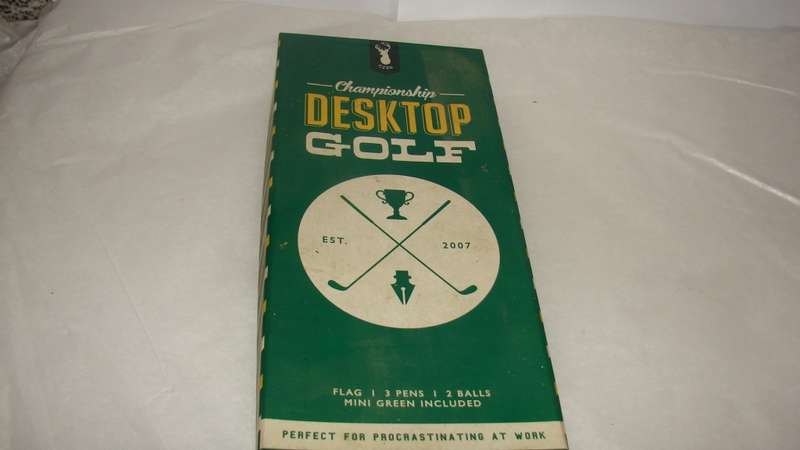 Championship
DESKTOP
GOLF
EST. 2007
FLAG | 3 PENS | 2 BALLS
MINI GREEN INCLUDED
PERFECT FOR PROCRASTINATING AT WORK